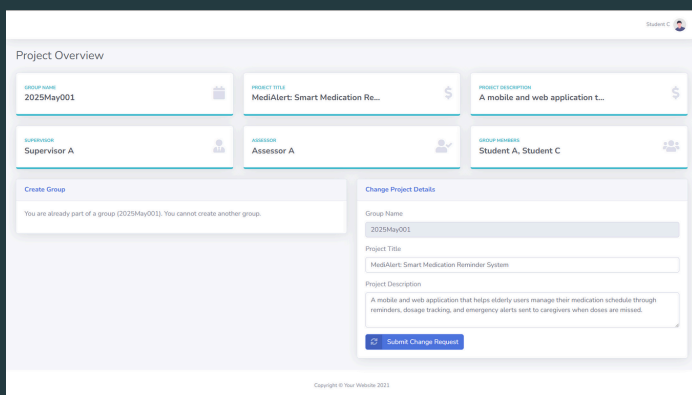 Student C
Project Overview
GROUP NAME
2025May001
PROJECT TITLE
MediAlert: Smart Medication Re...
PROJECT DESCRIPTION
A mobile and web application t...
SUPERVISOR
Supervisor A
ASSESSOR
Assessor A
GROUP MEMBERS
Student A, Student C
Create Group
You are already part of a group (2025May001). You cannot create another group.
Change Project Details
Group Name
2025May001
Project Title
MediAlert: Smart Medication Reminder System
Project Description
A mobile and web application that helps elderly users manage their medication schedule through
reminders, dosage tracking, and emergency alerts sent to caregivers when doses are missed.
Submit Change Request
Copyright © Your Website 2021